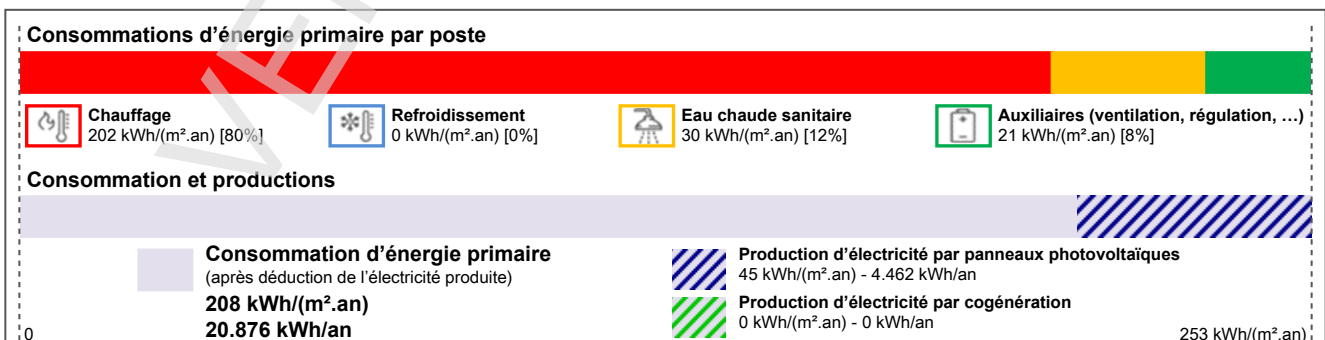 Consommations d'énergie primaire par poste
Chauffage
202 kWh/(m².an) [80%]
Refroidissement
0 kWh/(m².an) [0%]
Eau chaude sanitaire
30 kWh/(m².an) [12%]
Auxiliaires (ventilation, régulation, …)
21 kWh/(m².an) [8%]
Consommation et productions
Consommation d'énergie primaire
(après déduction de l'électricité produite)
208 kWh/(m².an)
20.876 kWh/an
Production d'électricité par panneaux photovoltaïques
45 kWh/(m².an) - 4.462 kWh/an
Production d'électricité par cogénération
0 kWh/(m².an) - 0 kWh/an
0
253 kWh/(m².an)